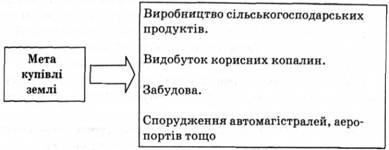 Мета
купівлі
землі
Виробництво сільськогосподарських
продуктів.
Видобуток корисних копалин.
Забудова.
Спорудження автомагістралей, аеро-
портів тощо